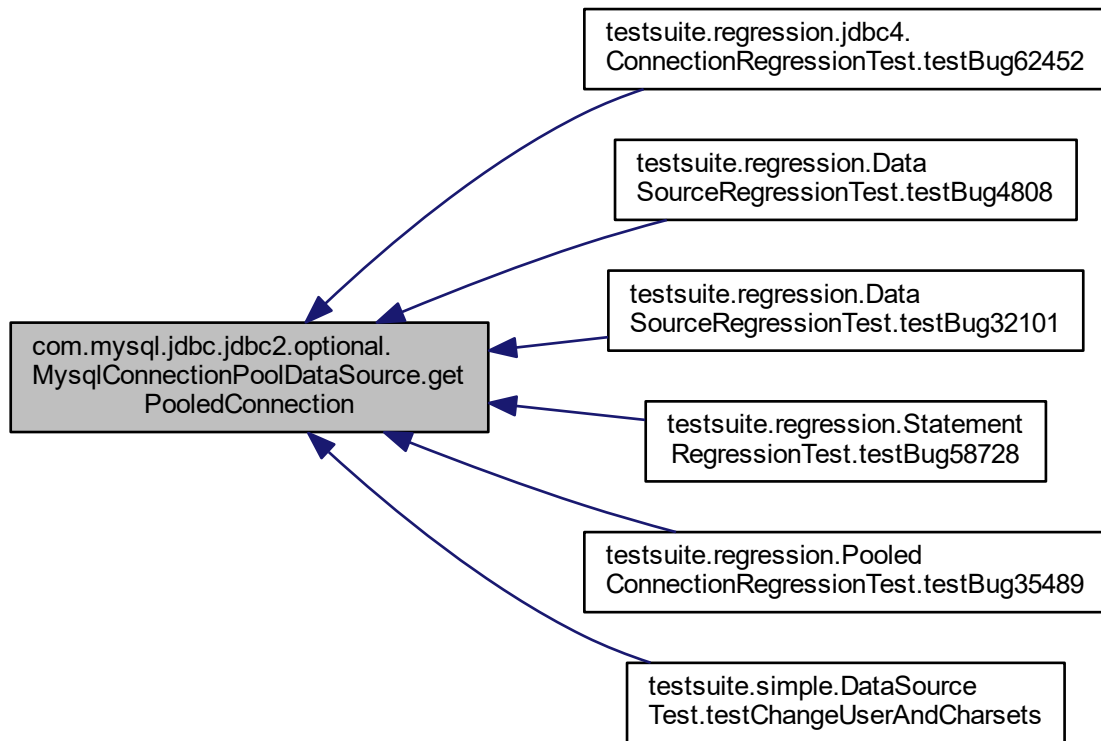 testsuite.regression.jdbc4.
ConnectionRegressionTest.testBug62452
testsuite.regression.Data
SourceRegressionTest.testBug4808
testsuite.regression.Data
SourceRegressionTest.testBug32101
com.mysql.jdbc.jdbc2.optional.
MysqlConnectionPoolDataSource.get
PooledConnection
testsuite.regression.Statement
RegressionTest.testBug58728
testsuite.regression.Pooled
ConnectionRegressionTest.testBug35489
testsuite.simple.DataSource
Test.testChangeUserAndCharsets